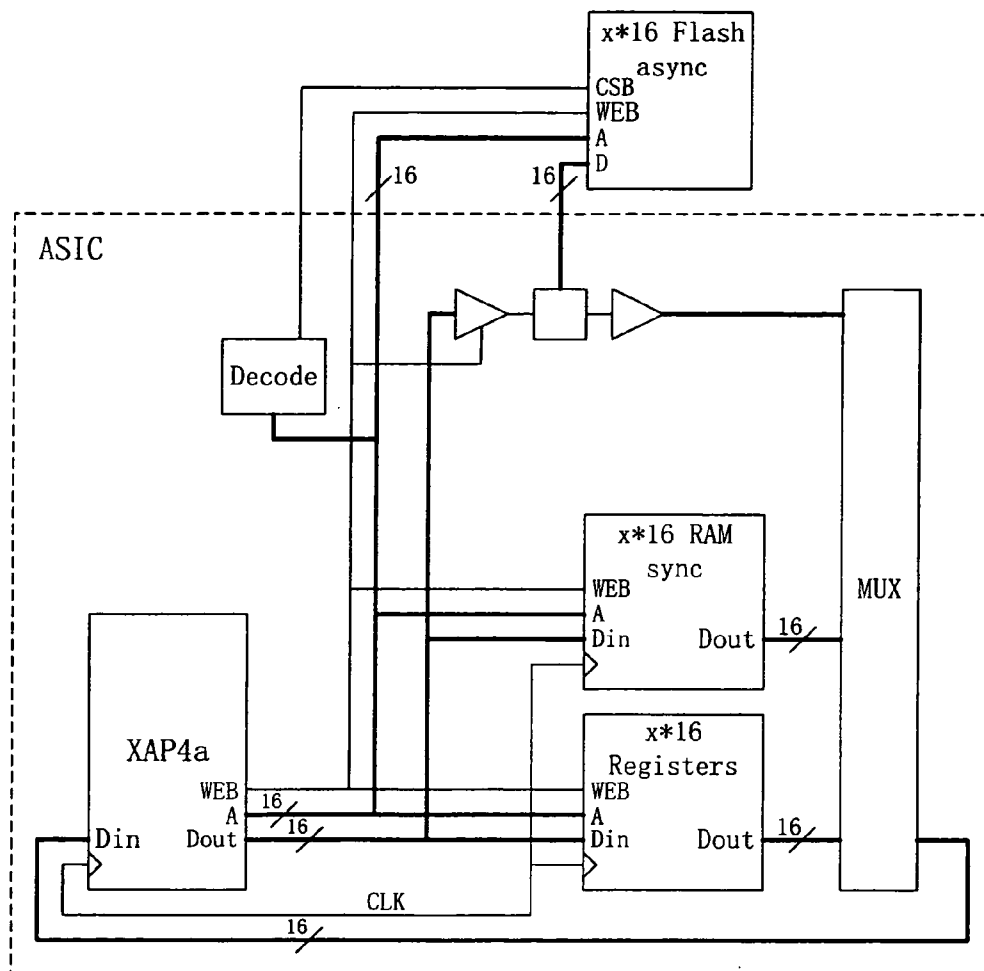 x*16 Flash
async
CSB
WEB
A
D
16
16
ASIC
Decode
x*16 RAM
sync
WEB
A
Din
Dout
16
MUX
XAP4a
WEB
A
Din
Dout
16
16
x*16
Registers
WEB
A
Din
Dout
16
CLK
16